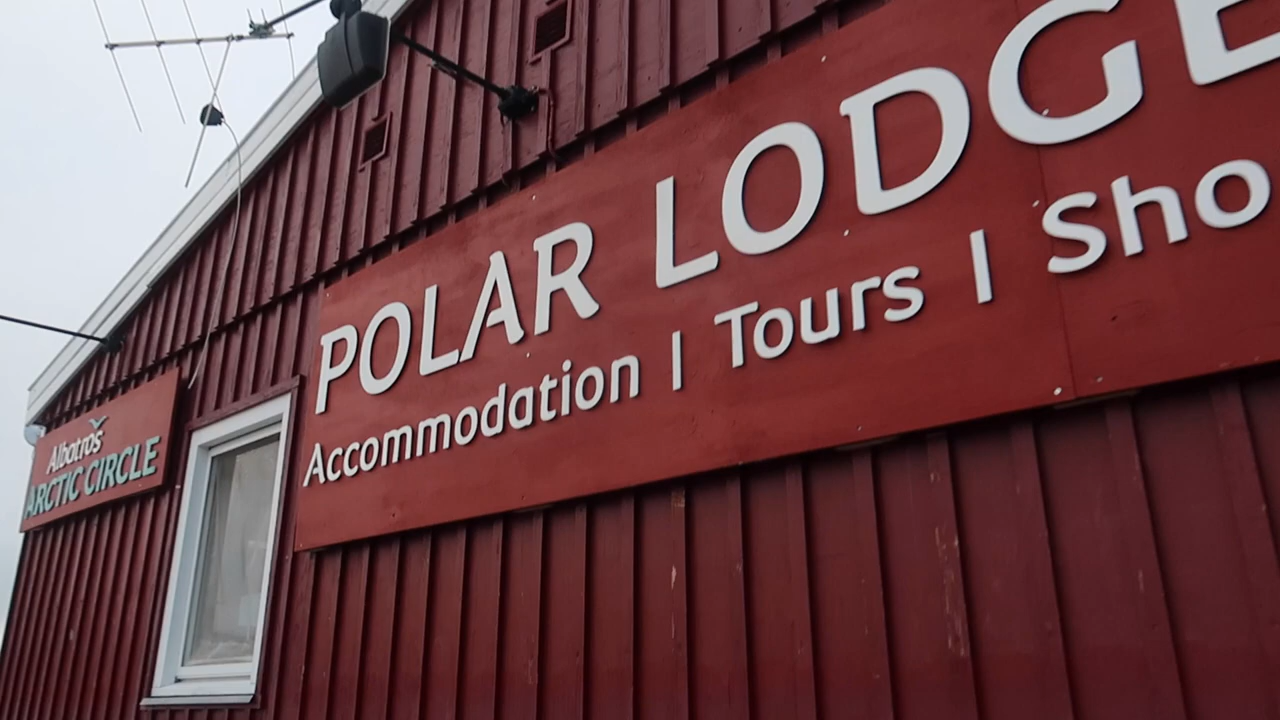 POLAR LODGE
Accommodation | Tours | Sho
Albatros
ARCTIC CIRCLE